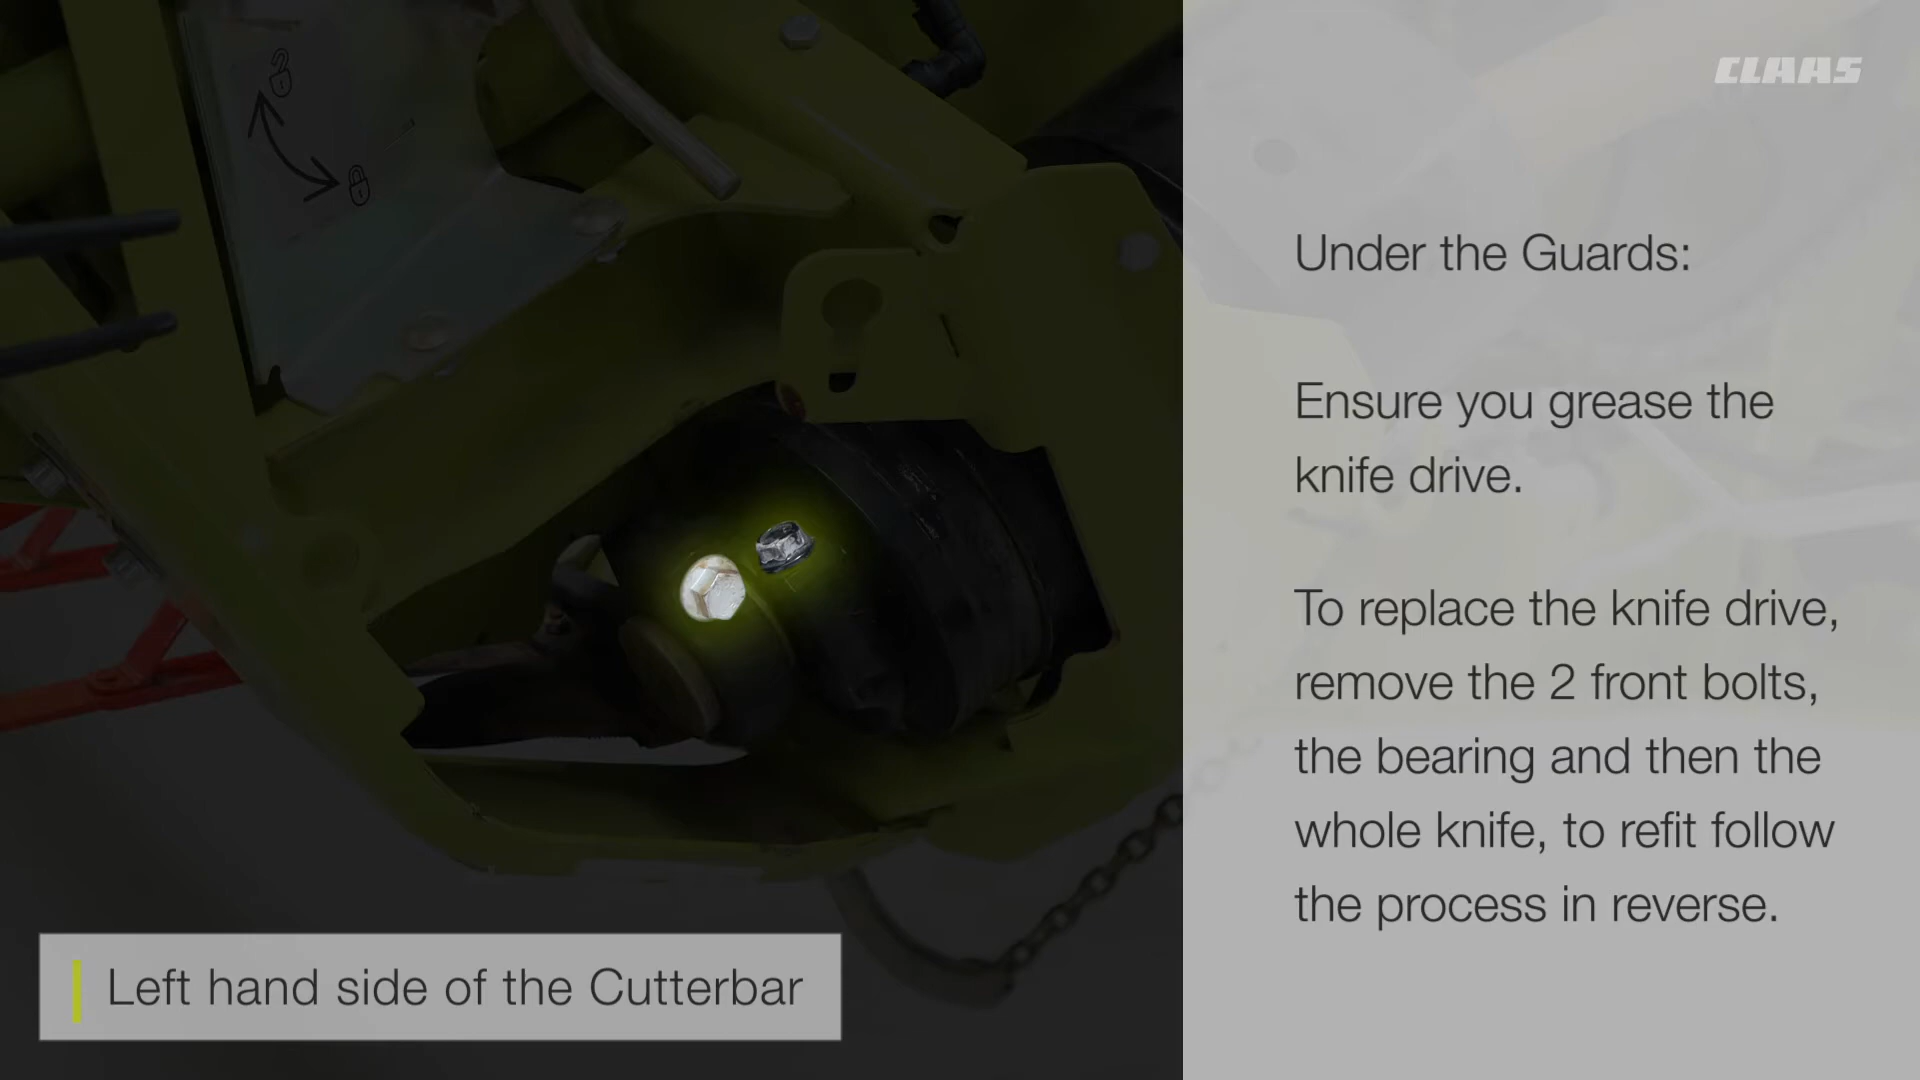 CLAAS
Under the Guards:
Ensure you grease the
knife drive.
To replace the knife drive,
remove the 2 front bolts,
the bearing and then the
whole knife, to refit follow
the process in reverse.
Left hand side of the Cutterbar